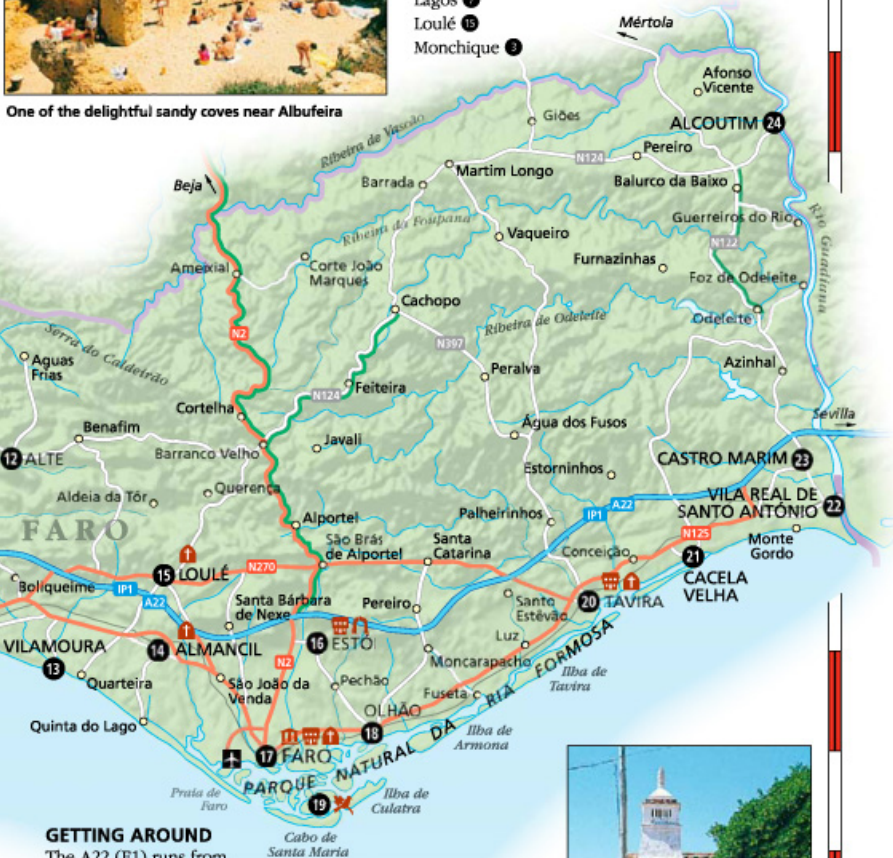 Lagos 7
Loulé 15
Monchique 3
One of the delightful sandy coves near Albufeira
Mértola
Afonso
Vicente
ALCOUTIM 24
Giões
Ribeira de Vascão
N124
Pereiro
Martim Longo
Barrada
Balurco da Baixo
Beja
Guerreiros do Rio
Rio Guadiana
Ribeira da Foupana
Vaqueiro
N122
Furnazinhas
Ameixial
Corte João
Marques
Foz de Odeleite
Cachopo
Odeleite
Ribeira de Odeleite
N2
N397
Serra do Caldeirão
Aguas
Frias
Azinhal
Peralva
N124
Feiteira
Cortelha
Sevilla
Benafim
Água dos Fusos
Javali
12 ALTE
Barranco Velho
CASTRO MARIM 23
Estorninhos
Querença
Aldeia da Tôr
VILA REAL DE
SANTO ANTÓNIO 22
A22
IP1
Palheirinhos
Alportel
FARO
N125
São Brás
de Alportel
Santa
Catarina
Conceição
Monte
Gordo
21
CACELA
VELHA
15 LOULÉ
N270
Boliqueime
IP1
A22
Santa Bárbara
de Nexe
Pereiro
Santo
Estêvão
20 TAVIRA
Luz
16 ESTOI
VILAMOURA
13
14 ALMANCIL
N2
Moncarapacho
Ilha de
Tavira
Quarteira
São João da
Venda
Pechão
Fuseta
OLHÃO
18
Quinta do Lago
Ilha de
Armona
17 FARO
PARQUE NATURAL DA RIA FORMOSA
Praia de
Faro
19
Ilha de
Culatra
Cabo de
Santa Maria
GETTING AROUND
The A22 (E1) runs from